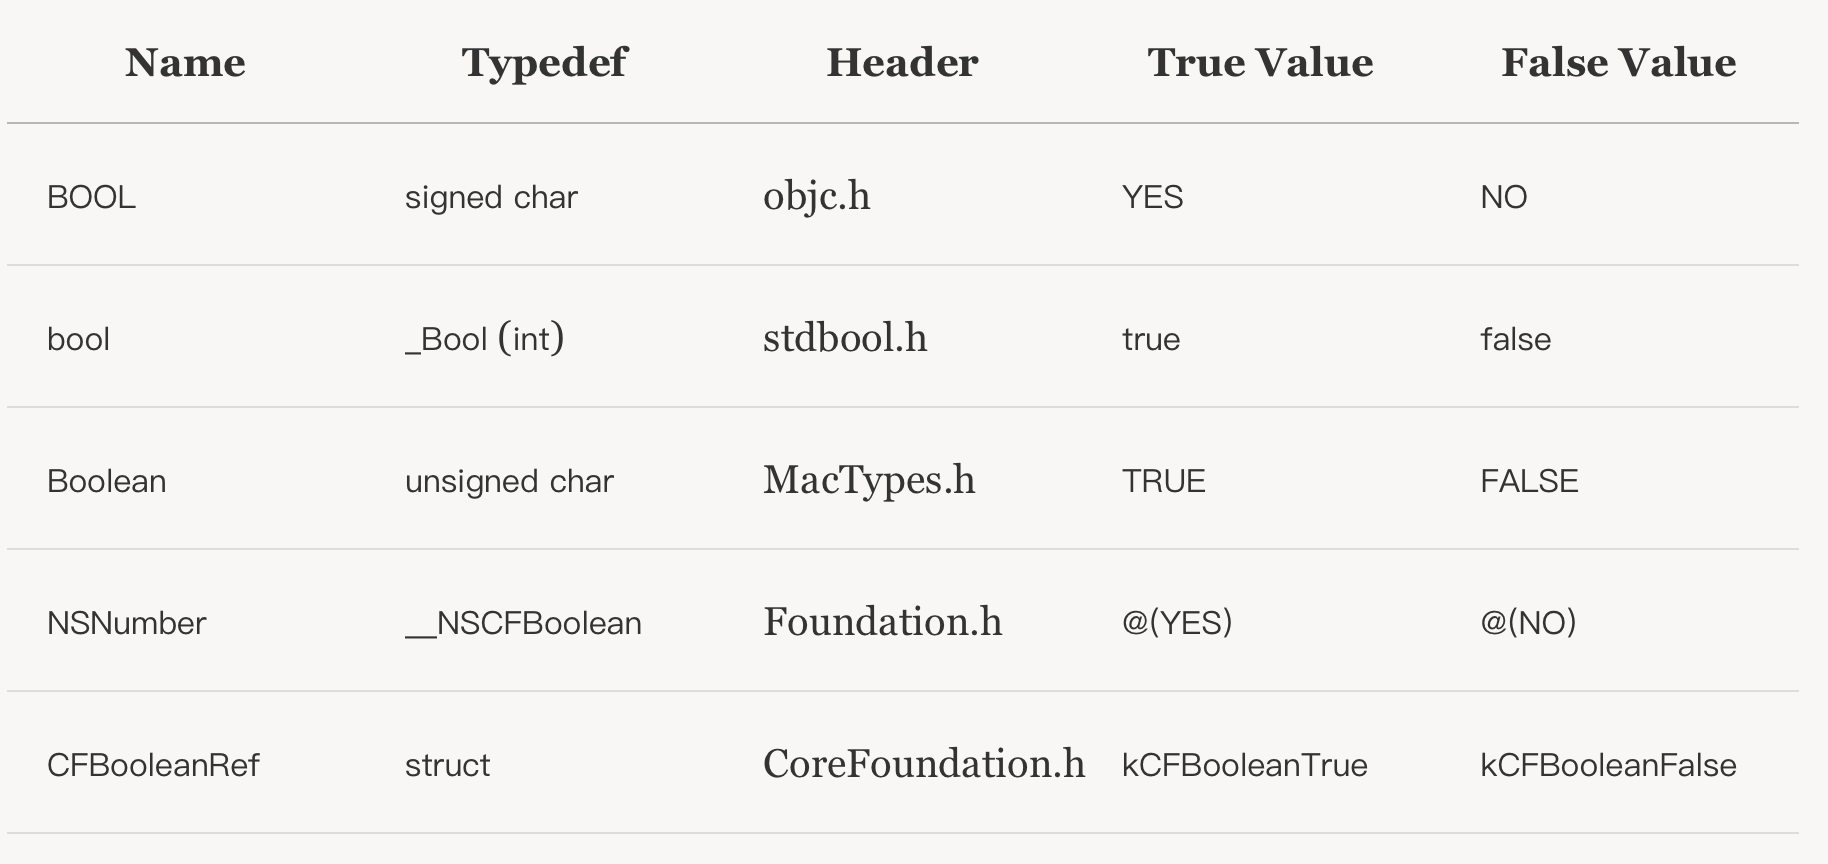 Name Typedef Header True Value False Value
BOOL signed char objc.h YES NO
bool _Bool (int) stdbool.h true false
Boolean unsigned char MacTypes.h TRUE FALSE
NSNumber __NSCFBoolean Foundation.h @(YES) @(NO)
CFBooleanRef struct CoreFoundation.h kCFBooleanTrue kCFBooleanFalse